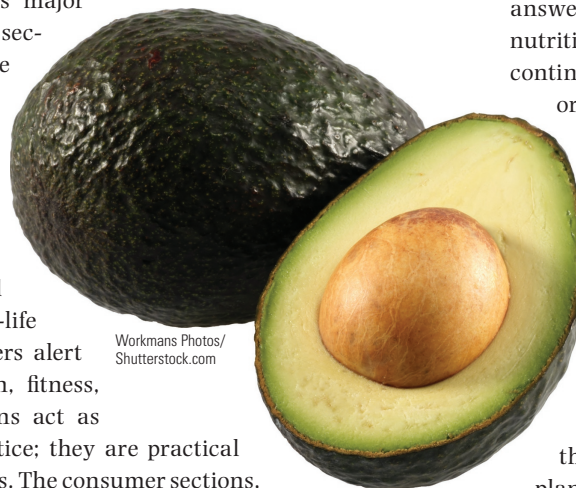 s major
sec-
e
-life
ers alert
n, fitness,
ns act as
tice; they are practical
s. The consumer sections.
Workmans Photos/
Shutterstock.com
answe
nutriti
contin
or
th
plan